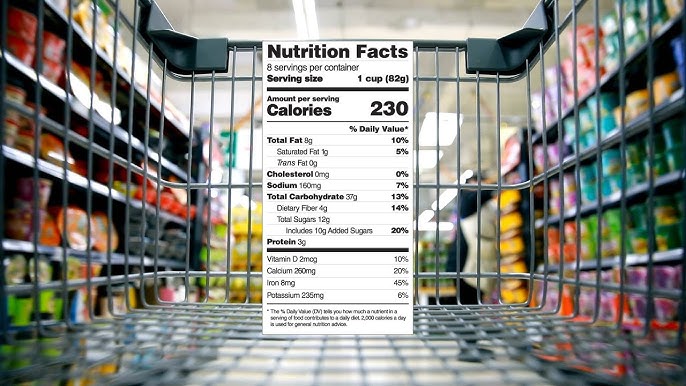 Nutrition Facts
8 servings per container
Serving size 1 cup (82g)
Amount per serving
Calories 230
% Daily Value*
Total Fat 8g 10%
Saturated Fat 1g 5%
Trans Fat 0g
Cholesterol 0mg 0%
Sodium 160mg 7%
Total Carbohydrate 37g 13%
Dietary Fiber 4g 14%
Total Sugars 12g
Includes 10g Added Sugars 20%
Protein 3g
Vitamin D 2mcg 10%
Calcium 260mg 20%
Iron 8mg 45%
Potassium 235mg 6%
* The % Daily Value (DV) tells you how much a nutrient in a
serving of food contributes to a daily diet. 2,000 calories a day
is used for general nutrition advice.